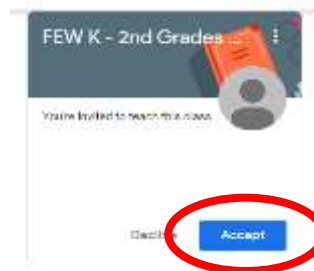 FEW K - 2nd Grades ...
You're invited to teach this class
Decline Accept